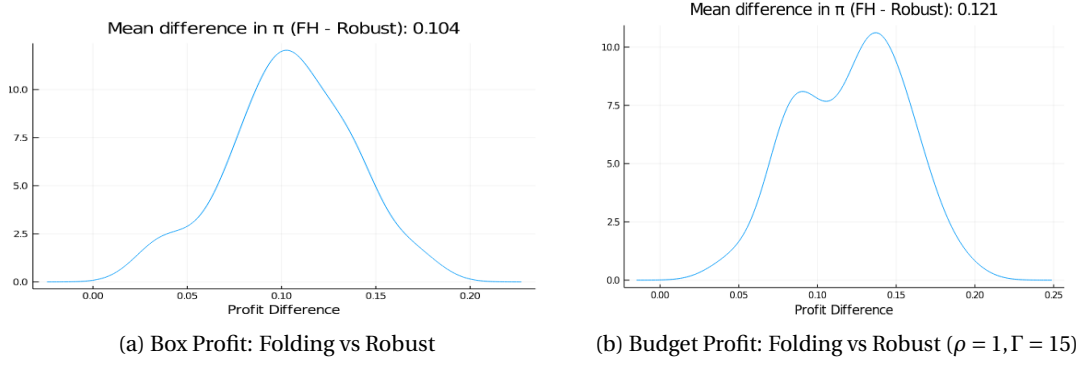 Mean difference in π (FH - Robust): 0.104
10.0
7.5
5.0
2.5
0.0
0.00 0.05 0.10 0.15 0.20
Profit Difference
(a) Box Profit: Folding vs Robust
Mean difference in π (FH - Robust): 0.121
10.0
7.5
5.0
2.5
0.0
0.00 0.05 0.10 0.15 0.20 0.25
Profit Difference
(b) Budget Profit: Folding vs Robust (ρ = 1, Γ = 15)